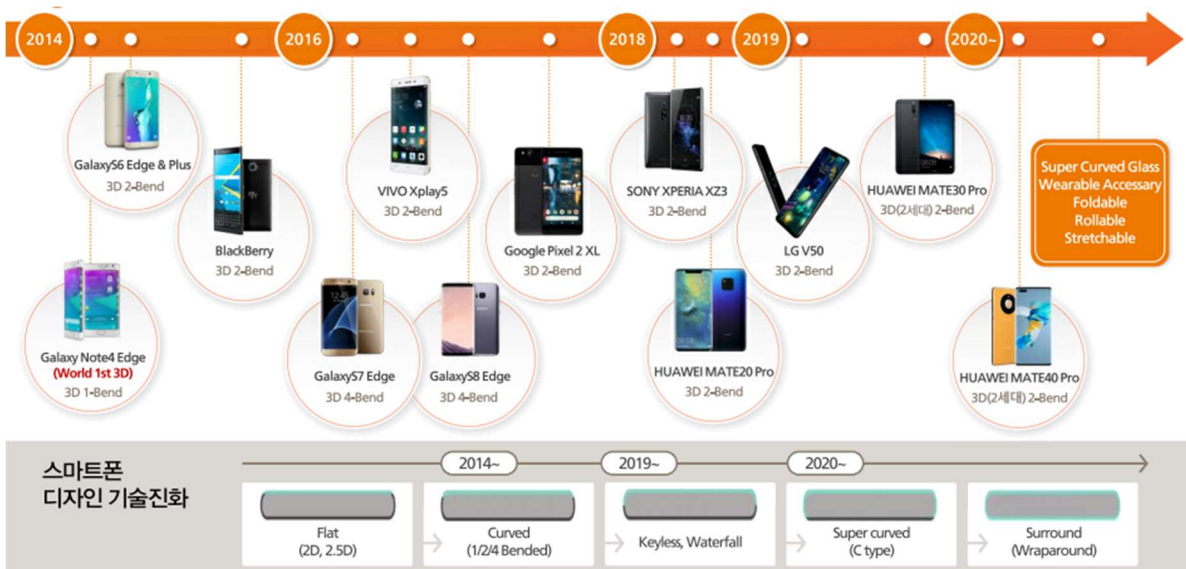 2014
2016
2018
2019
2020~
GalaxyS6 Edge & Plus
3D 2-Bend
BlackBerry
3D 2-Bend
Galaxy Note4 Edge
(World 1st 3D)
3D 1-Bend
VIVO Xplay5
3D 2-Bend
GalaxyS7 Edge
3D 4-Bend
GalaxyS8 Edge
3D 4-Bend
Google Pixel 2 XL
3D 2-Bend
SONY XPERIA XZ3
3D 2-Bend
HUAWEI MATE20 Pro
3D 2-Bend
LG V50
3D 2-Bend
HUAWEI MATE30 Pro
3D(2세대) 2-Bend
HUAWEI MATE40 Pro
3D(2세대) 2-Bend
Super Curved Glass
Wearable Accessary
Foldable
Rollable
Stretchable
스마트폰
디자인 기술진화
2014~
2019~
2020~
Flat
(2D, 2.5D)
Curved
(1/2/4 Bended)
Keyless, Waterfall
Super curved
(C type)
Surround
(Wraparound)